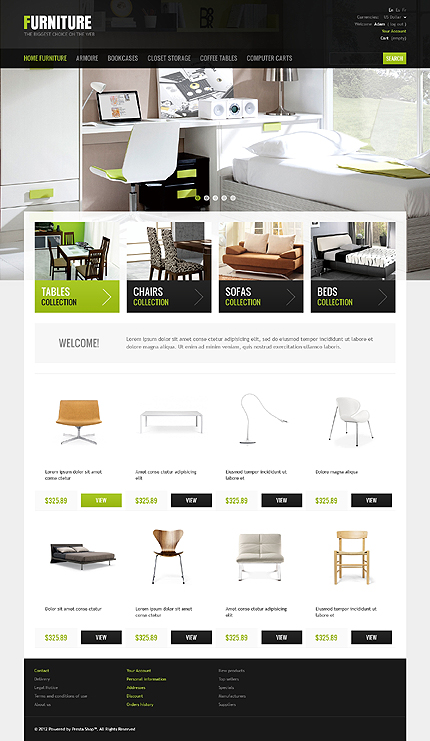 FURNITURE
THE BIGGEST CHOICE ON THE WEB
En Es Fr
Currencies: US Dollar
Welcome Adam ( log out )
Your Account
Cart: (empty)
HOME FURNITURE ARMOIRE BOOKCASES CLOSET STORAGE COFFEE TABLES COMPUTER CARTS
SEARCH
TABLES
COLLECTION
CHAIRS
COLLECTION
SOFAS
COLLECTION
BEDS
COLLECTION
WELCOME!
Lorem ipsum dolor sit amet conse ctetur adipisicing elit, sed do eiusmod tempor incididunt ut labore et
dolore magna aliqua. Ut enim ad minim veniam, quis nostrud exercitation ullamco laboris.
Lorem ipsum dolor sit amet
conse ctetur
Amet conse ctetur adipisicing
elit
Eiusmod tempor incididunt ut
labore et
Dolore magna aliqua
$325.89 VIEW
$325.89 VIEW
$325.89 VIEW
$325.89 VIEW
Dolor sit amet conse ctetur
Lorem ipsum dolor sit amet
conse ctetur
Amet conse ctetur adipisicing
elit
Eiusmod tempor incididunt ut
labore et
$325.89 VIEW
$325.89 VIEW
$325.89 VIEW
$325.89 VIEW
Contact
Delivery
Legal Notice
Terms and conditions of use
About us
Your Account
Personal information
Addresses
Discount
Orders history
New products
Top sellers
Specials
Manufacturers
Suppliers
© 2012 Powered by Presta Shop™. All Rights Reserved